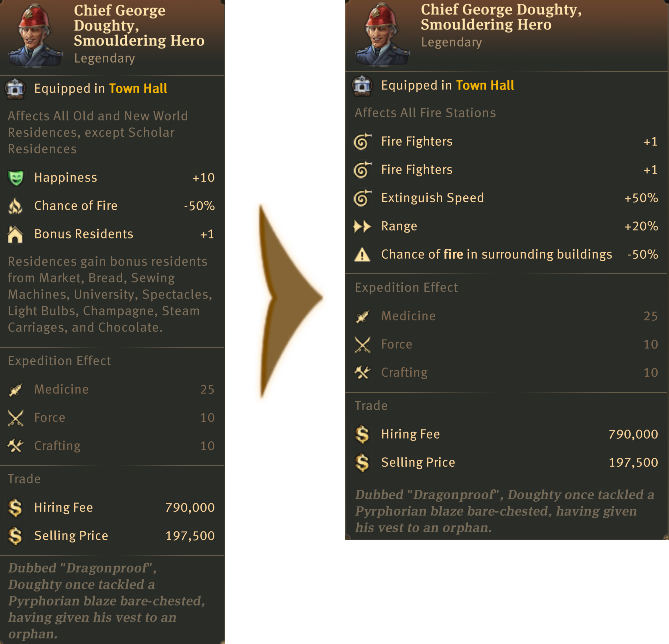 Chief George
Doughty,
Smouldering Hero
Legendary
Equipped in Town Hall
Affects All Old and New World
Residences, except Scholar
Residences
Happiness +10
Chance of Fire -50%
Bonus Residents +1
Residences gain bonus residents
from Market, Bread, Sewing
Machines, University, Spectacles,
Light Bulbs, Champagne, Steam
Carriages, and Chocolate.
Expedition Effect
Medicine 25
Force 10
Crafting 10
Trade
Hiring Fee 790,000
Selling Price 197,500
Dubbed "Dragonproof",
Doughty once tackled a
Pyrphorian blaze bare-chested,
having given his vest to an
orphan.
Chief George Doughty,
Smouldering Hero
Legendary
Equipped in Town Hall
Affects All Fire Stations
Fire Fighters +1
Fire Fighters +1
Extinguish Speed +50%
Range +20%
Chance of fire in surrounding buildings -50%
Expedition Effect
Medicine 25
Force 10
Crafting 10
Trade
Hiring Fee 790,000
Selling Price 197,500
Dubbed "Dragonproof", Doughty once tackled a
Pyrphorian blaze bare-chested, having given
his vest to an orphan.